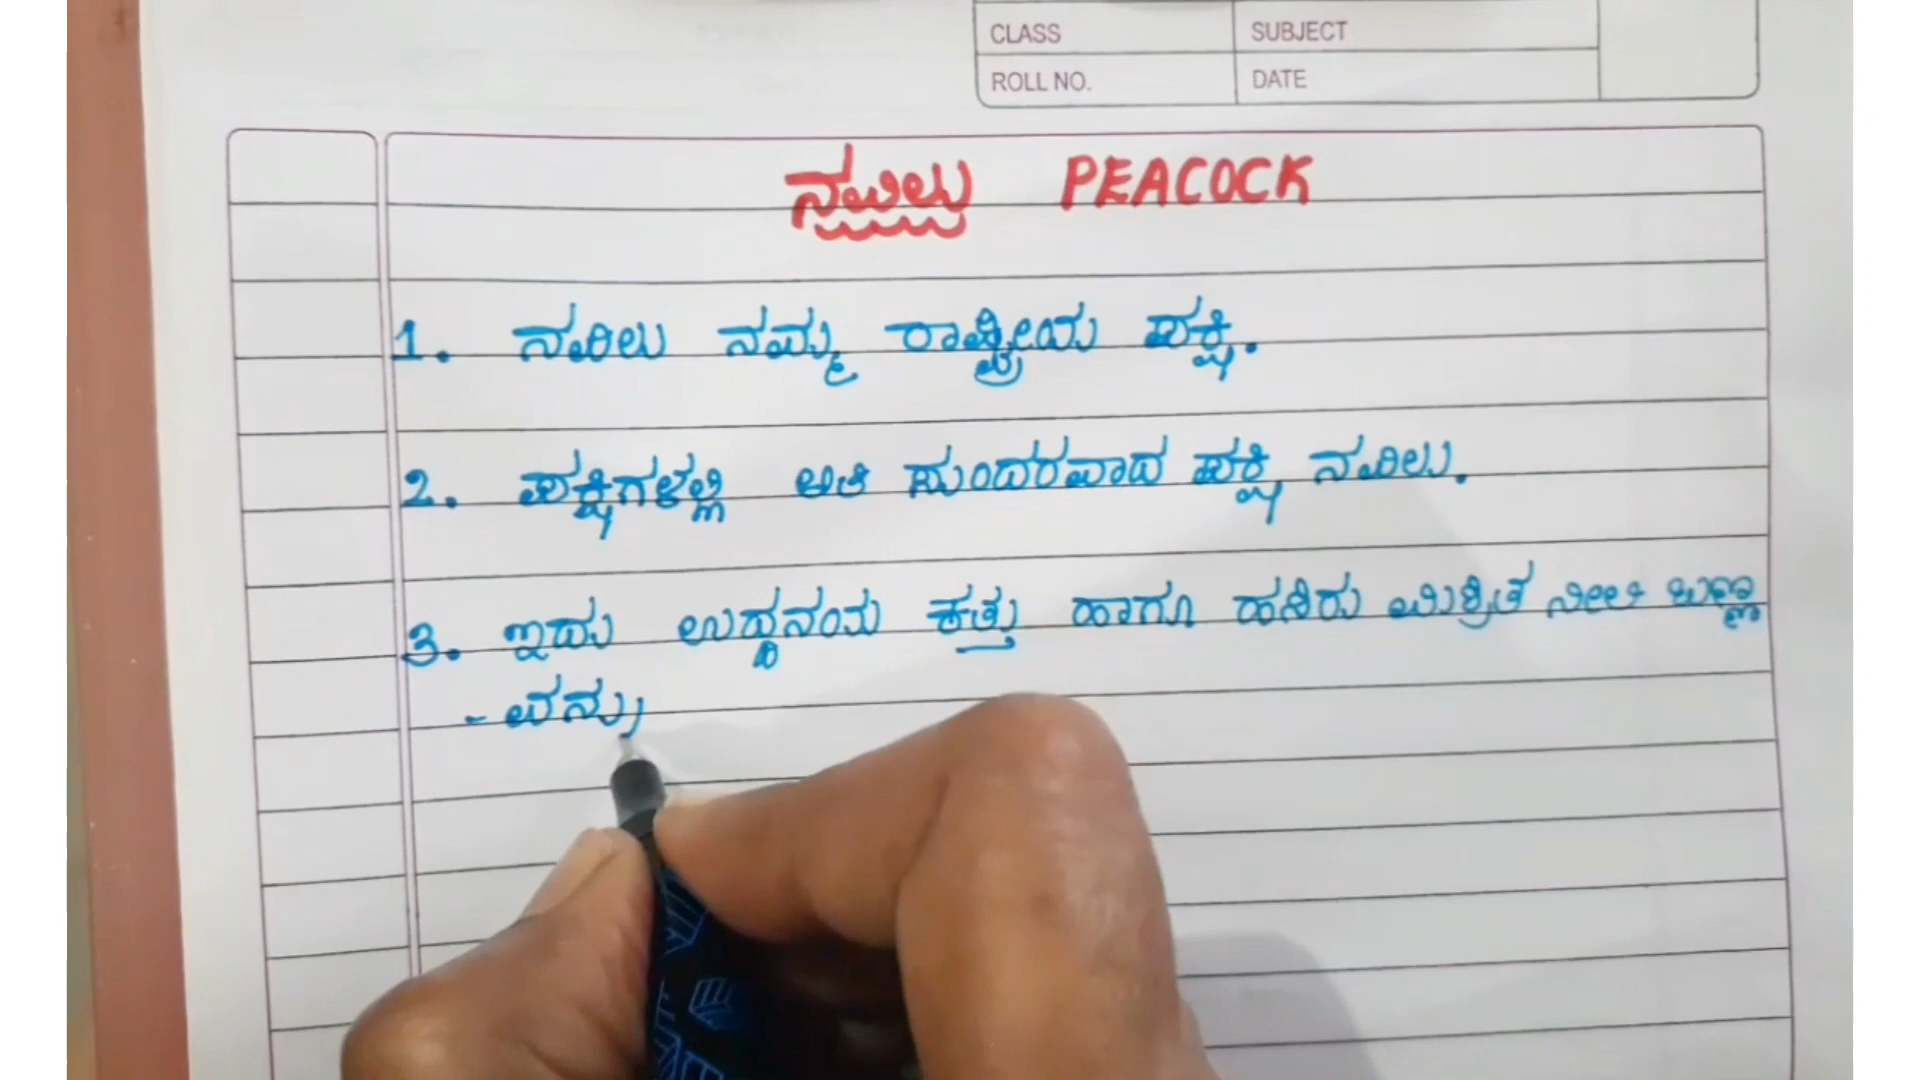 CLASS SUBJECT
ROLL NO. DATE
ನವಿಲು PEACOCK
1. ನವಿಲು ನಮ್ಮ ರಾಷ್ಟ್ರೀಯ ಪಕ್ಷಿ.
2. ಪಕ್ಷಿಗಳಲ್ಲಿ ಅತಿ ಸುಂದರವಾದ ಪಕ್ಷಿ ನವಿಲು.
3. ಇದು ಉದ್ದನೆಯ ಕತ್ತು ಹಾಗೂ ಹಸಿರು ಮಿಶ್ರಿತ ನೀಲಿ ಬಣ್ಣ
- ವನ್ನು